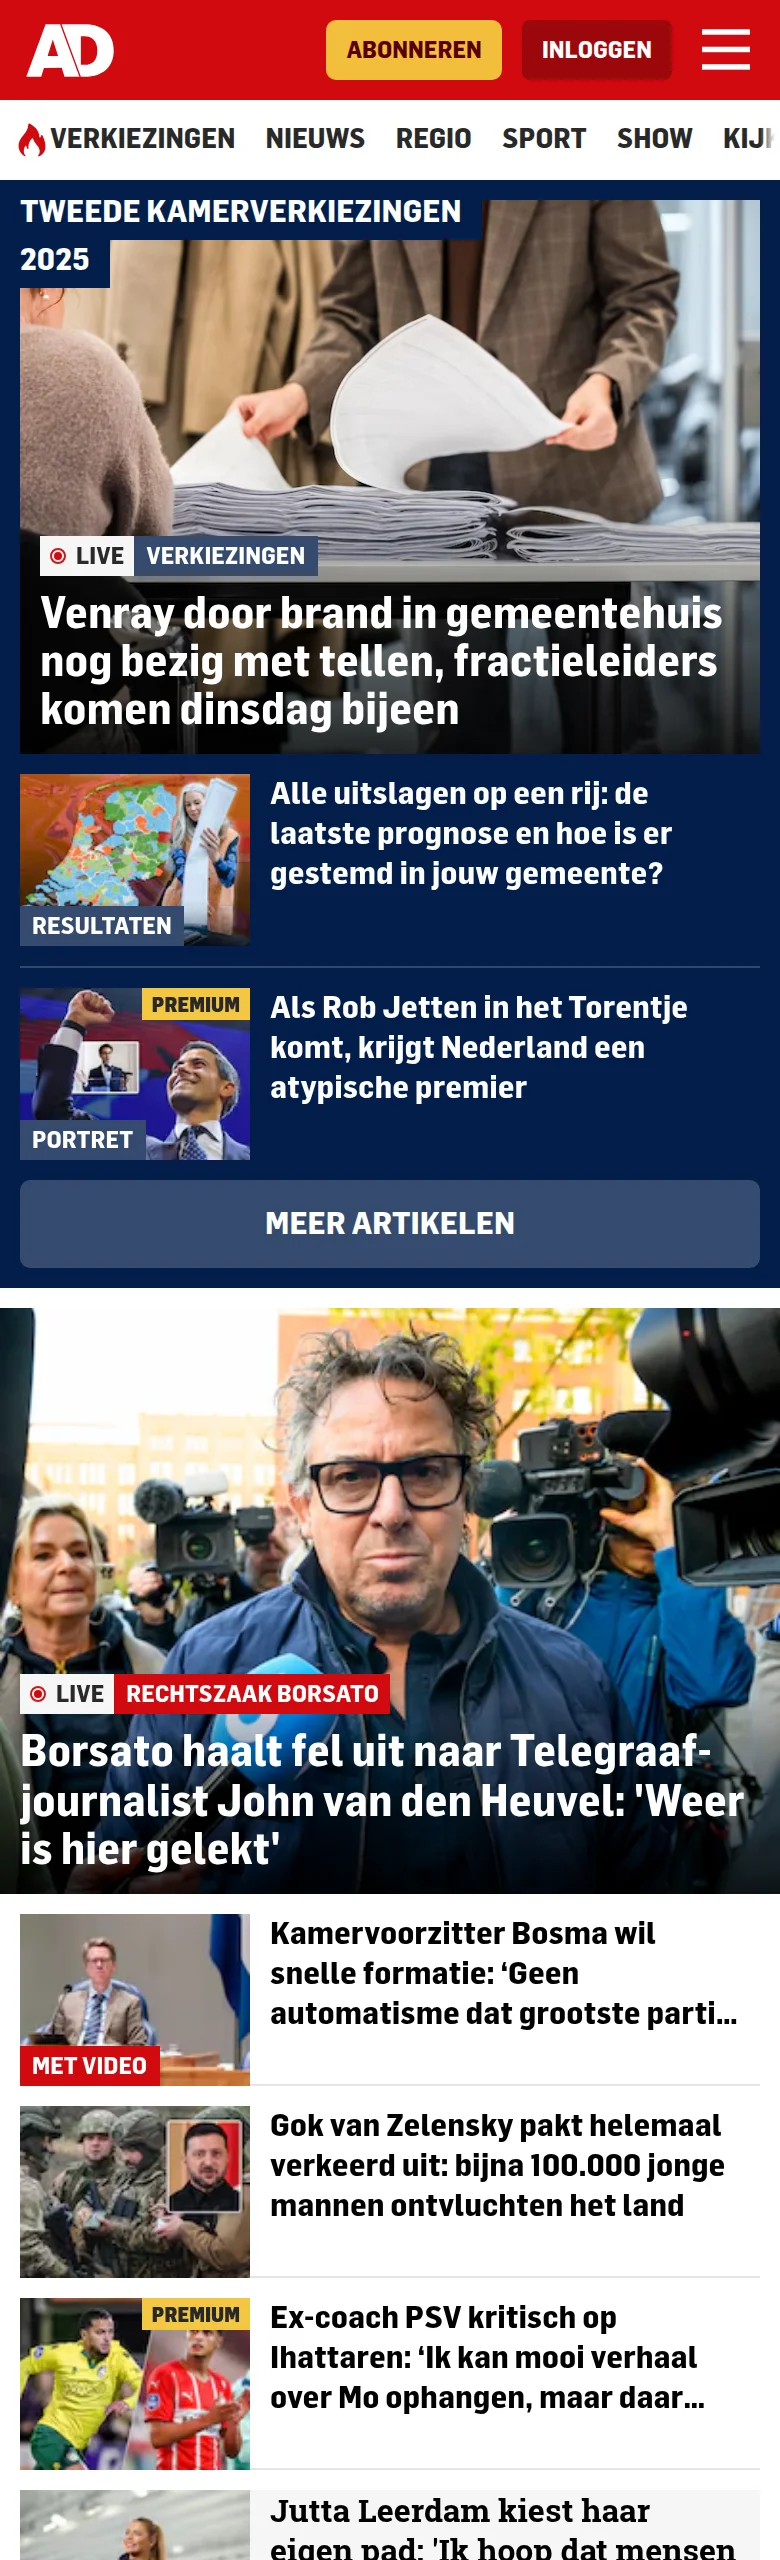 AD
ABONNEREN
INLOGGEN
VERKIEZINGEN NIEUWS REGIO SPORT SHOW
TWEEDE KAMERVERKIEZINGEN
2025
LIVE VERKIEZINGEN
Venray door brand in gemeentehuis
nog bezig met tellen, fractieleiders
komen dinsdag bijeen
RESULTATEN
Alle uitslagen op een rij: de
laatste prognose en hoe is er
gestemd in jouw gemeente?
PREMIUM
PORTRET
Als Rob Jetten in het Torentje
komt, krijgt Nederland een
atypische premier
MEER ARTIKELEN
LIVE RECHTSZAAK BORSATO
Borsato haalt fel uit naar Telegraaf-
journalist John van den Heuvel: 'Weer
is hier gelekt'
MET VIDEO
Kamervoorzitter Bosma wil
snelle formatie: ‘Geen
automatisme dat grootste parti...
Gok van Zelensky pakt helemaal
verkeerd uit: bijna 100.000 jonge
mannen ontvluchten het land
PREMIUM
Ex-coach PSV kritisch op
Ihattaren: ‘Ik kan mooi verhaal
over Mo ophangen, maar daar...
Jutta Leerdam kiest haar
eigen pad: 'Ik hoop dat mensen